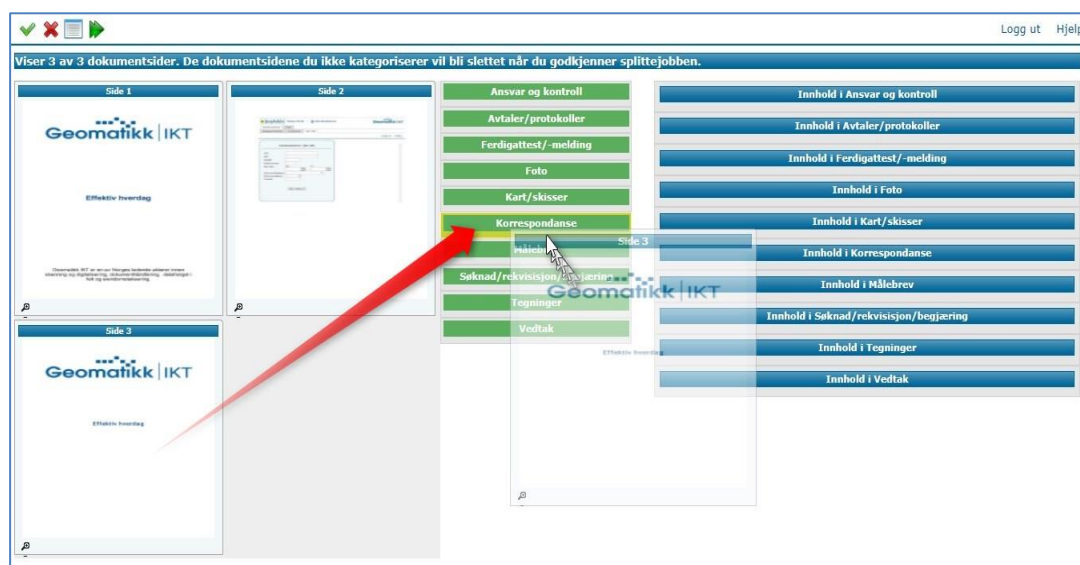 Logg ut Hjelp
Viser 3 av 3 dokumentsider. De dokumentsidene du ikke kategoriserer vil bli slettet når du godkjenner splittejobben.
Side 1
Geomatikk IKT
Effektiv hverdag
Side 2
Side 3
Geomatikk IKT
Effektiv hverdag
Ansvar og kontroll
Avtaler/protokoller
Ferdigattest/-melding
Foto
Kart/skisser
Korrespondanse
Målebrev
Søknad/rekvisisjon/begjæring
Tegninger
Vedtak
Side 3
Geomatikk IKT
Effektiv hverdag
Innhold i Ansvar og kontroll
Innhold i Avtaler/protokoller
Innhold i Ferdigattest/-melding
Innhold i Foto
Innhold i Kart/skisser
Innhold i Korrespondanse
Innhold i Målebrev
Innhold i Søknad/rekvisisjon/begjæring
Innhold i Tegninger
Innhold i Vedtak